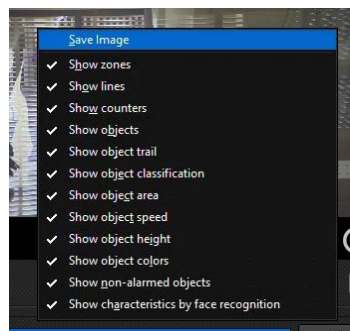 Save Image
Show zones
Show lines
Show counters
Show objects
Show object trail
Show object classification
Show object area
Show object speed
Show object height
Show object colors
Show non-alarmed objects
Show characteristics by face recognition